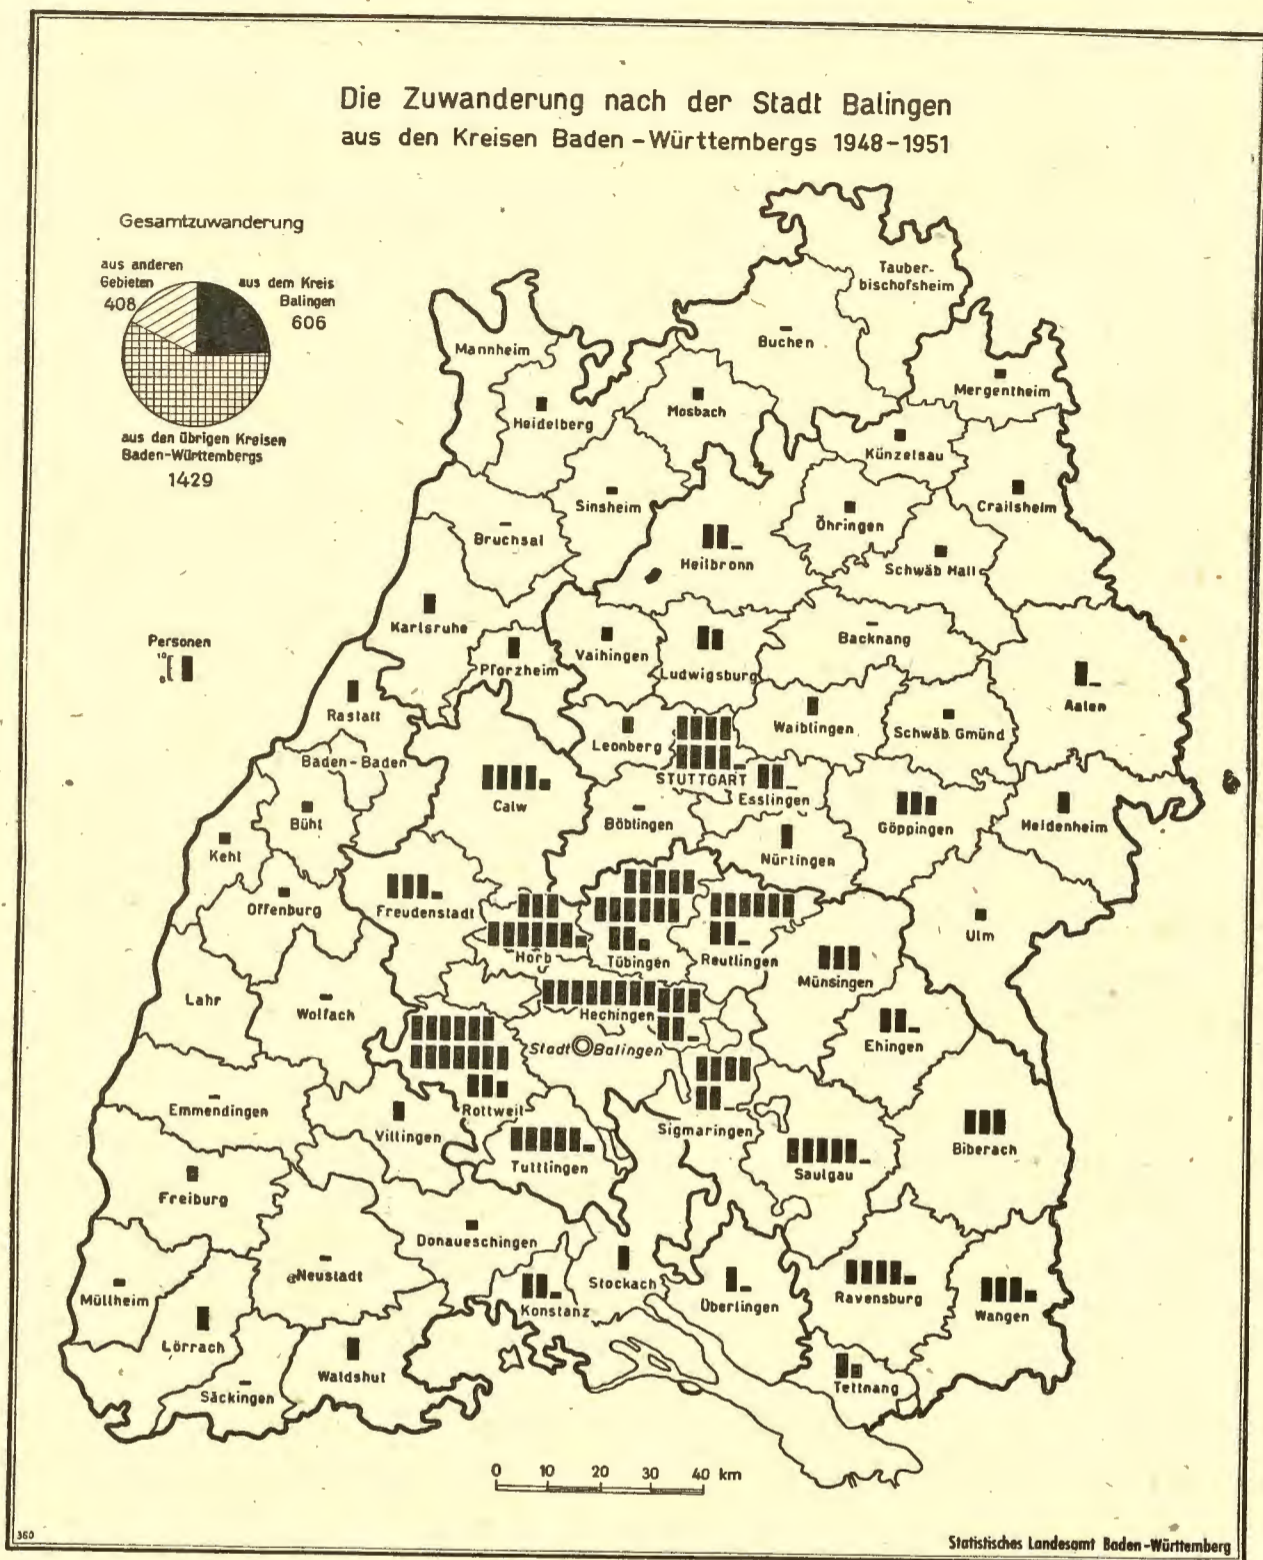 Die Zuwanderung nach der Stadt Balingen
aus den Kreisen Baden-Württembergs 1948-1951
Gesamtzuwanderung
aus anderen
Gebieten
408
aus dem Kreis
Balingen
606
aus den übrigen Kreisen
Baden-Württembergs
1429
Personen
10
0
Tauber-
bischofsheim
Buchen
Mannheim
Mergentheim
Heidelberg
Mosbach
Künzelsau
Sinsheim
Crailsheim
Öhringen
Bruchsal
Heilbronn
Schwäb Hall
Karlsruhe
Pforzheim
Vaihingen
Ludwigsburg
Backnang
Aalen
Rastatt
Leonberg
Waiblingen
Schwäb. Gmünd
Baden-Baden
STUTTGART
Esslingen
Calw
Böblingen
Göppingen
Heidenheim
Bühl
Kehl
Nürtingen
Offenburg
Freudenstadt
Ulm
Horb
Tübingen
Reutlingen
Münsingen
Lahr
Wolfach
Hechingen
Stadt Balingen
Ehingen
Emmendingen
Villingen
Rottweil
Sigmaringen
Biberach
Tuttlingen
Saulgau
Freiburg
Donaueschingen
Neustadt
Stockach
Müllheim
Konstanz
Überlingen
Ravensburg
Wangen
Lörrach
Waldshut
Säckingen
Tettnang
0 10 20 30 40 km
360
Statistisches Landesamt Baden-Württemberg